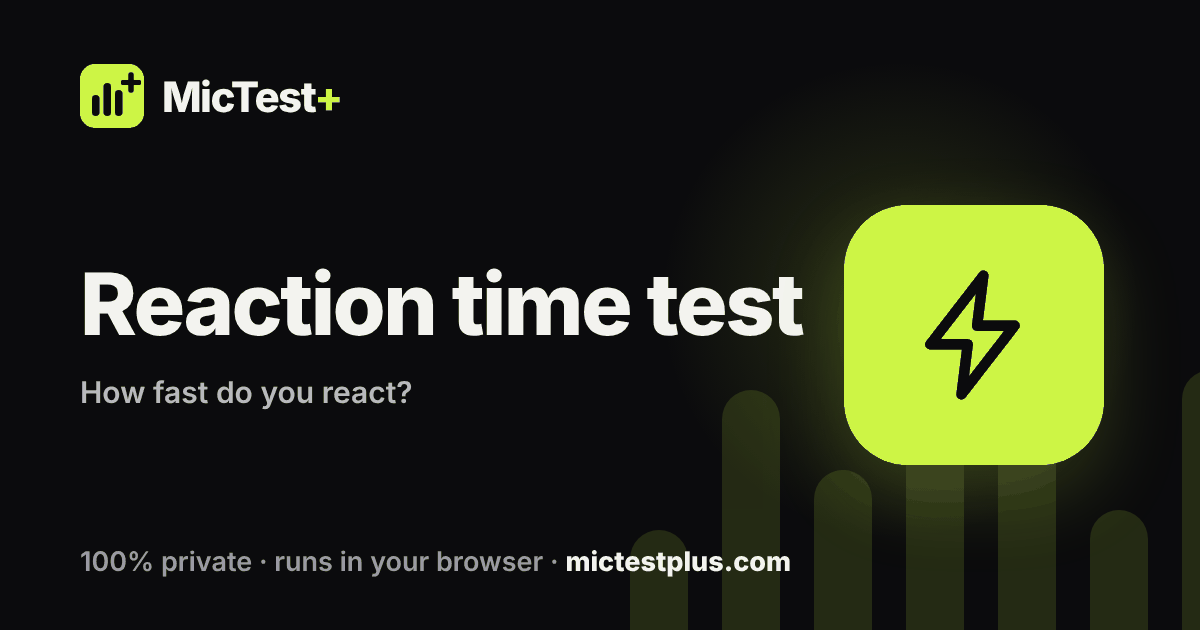 MicTest+
Reaction time test
How fast do you react?
100% private · runs in your browser · mictestplus.com